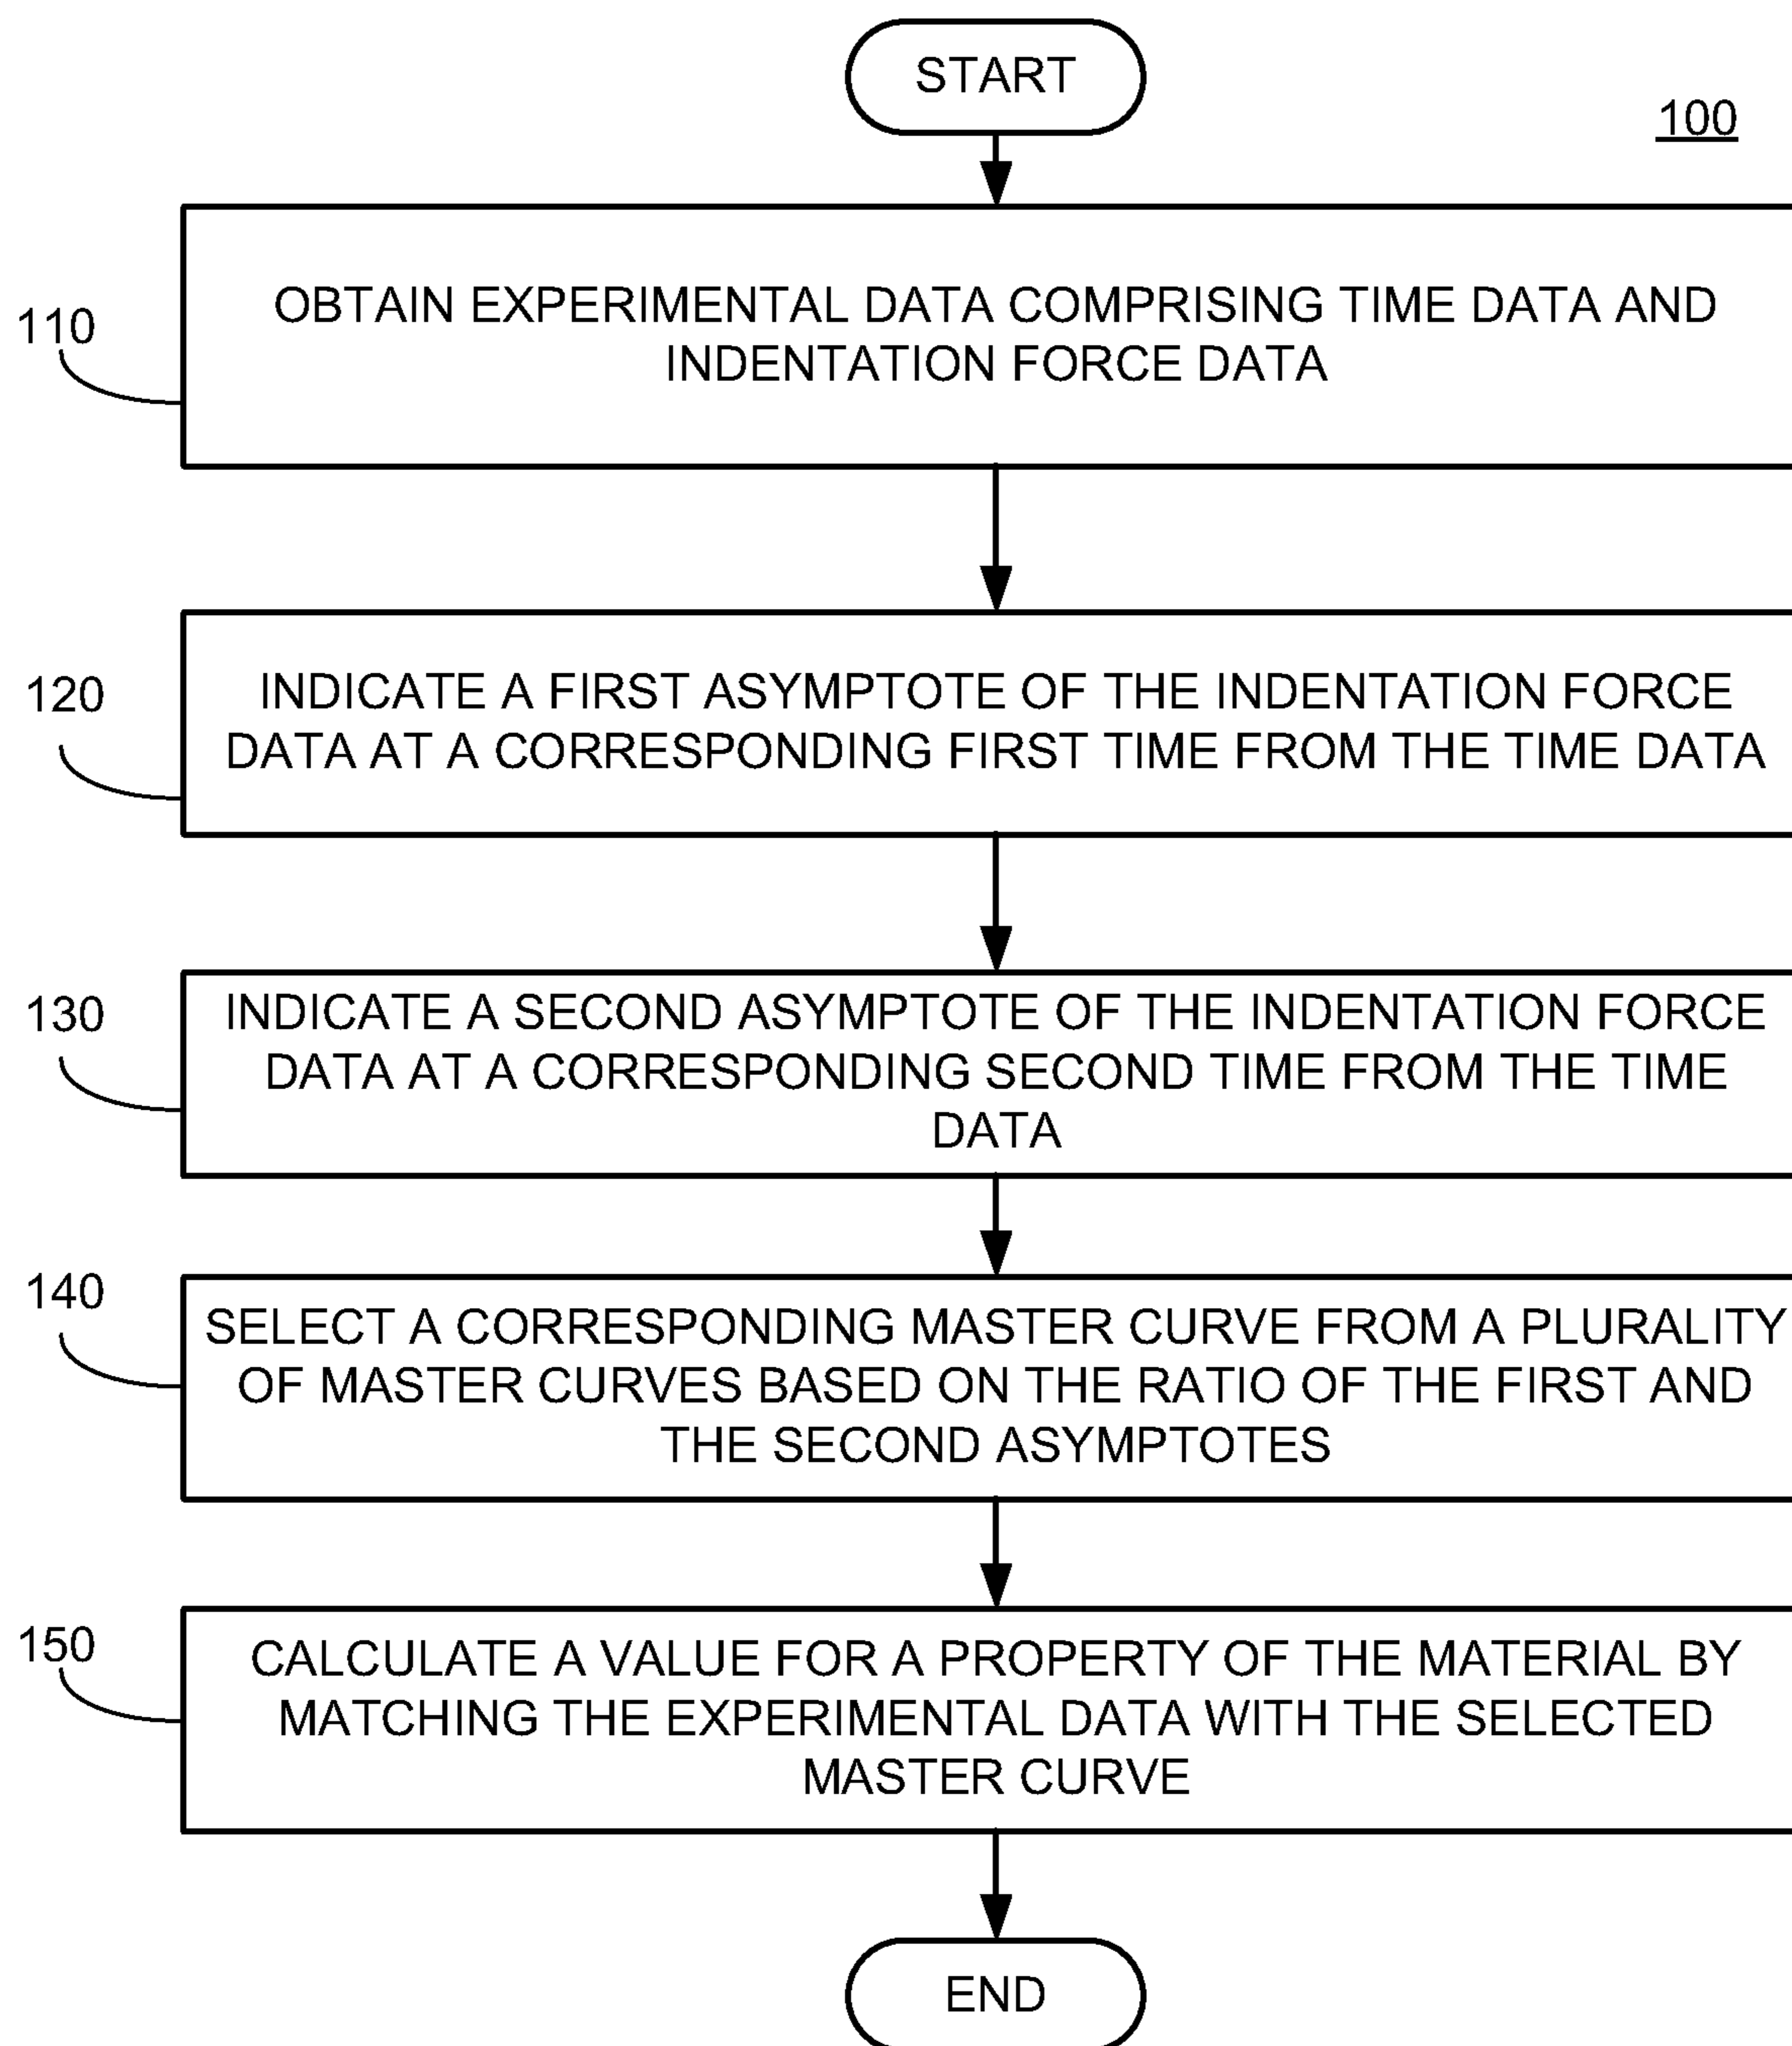 START
100
110
OBTAIN EXPERIMENTAL DATA COMPRISING TIME DATA AND
INDENTATION FORCE DATA
120
INDICATE A FIRST ASYMPTOTE OF THE INDENTATION FORCE
DATA AT A CORRESPONDING FIRST TIME FROM THE TIME DATA
130
INDICATE A SECOND ASYMPTOTE OF THE INDENTATION FORCE
DATA AT A CORRESPONDING SECOND TIME FROM THE TIME
DATA
140
SELECT A CORRESPONDING MASTER CURVE FROM A PLURALITY
OF MASTER CURVES BASED ON THE RATIO OF THE FIRST AND
THE SECOND ASYMPTOTES
150
CALCULATE A VALUE FOR A PROPERTY OF THE MATERIAL BY
MATCHING THE EXPERIMENTAL DATA WITH THE SELECTED
MASTER CURVE
END